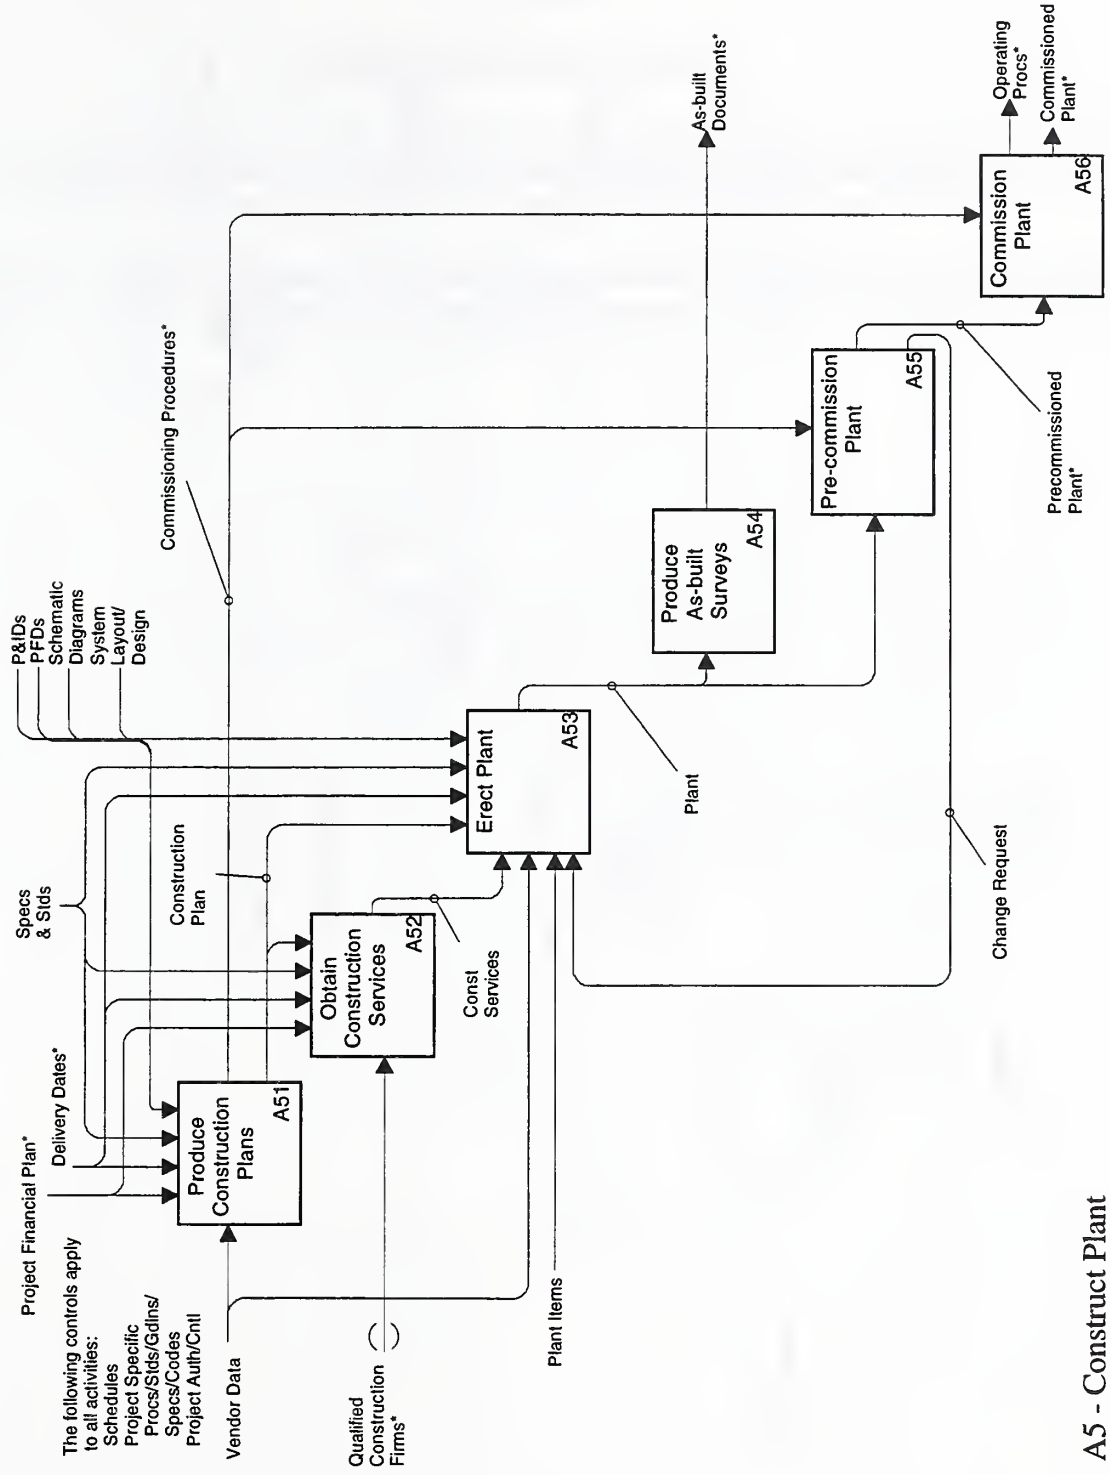 Project Financial Plan*
Delivery Dates*
Specs
& Stds
P&IDs
PFDs
Schematic
Diagrams
System
Layout/
Design
The following controls apply
to all activities:
Schedules
Project Specific
Procs/Stds/Gdlns/
Specs/Codes
Project Auth/Cntl
Commissioning Procedures*
Construction
Plan
Vendor Data
Produce
Construction
Plans
A51
Qualified
Construction
Firms*
Obtain
Construction
Services
A52
Const
Services
Plant Items
Erect Plant
A53
Plant
Produce
As-built
Surveys
A54
As-built
Documents*
Pre-commission
Plant
A55
Change Request
Precommissioned
Plant*
Commission
Plant
A56
Operating
Procs*
Commissioned
Plant*
A5 - Construct Plant